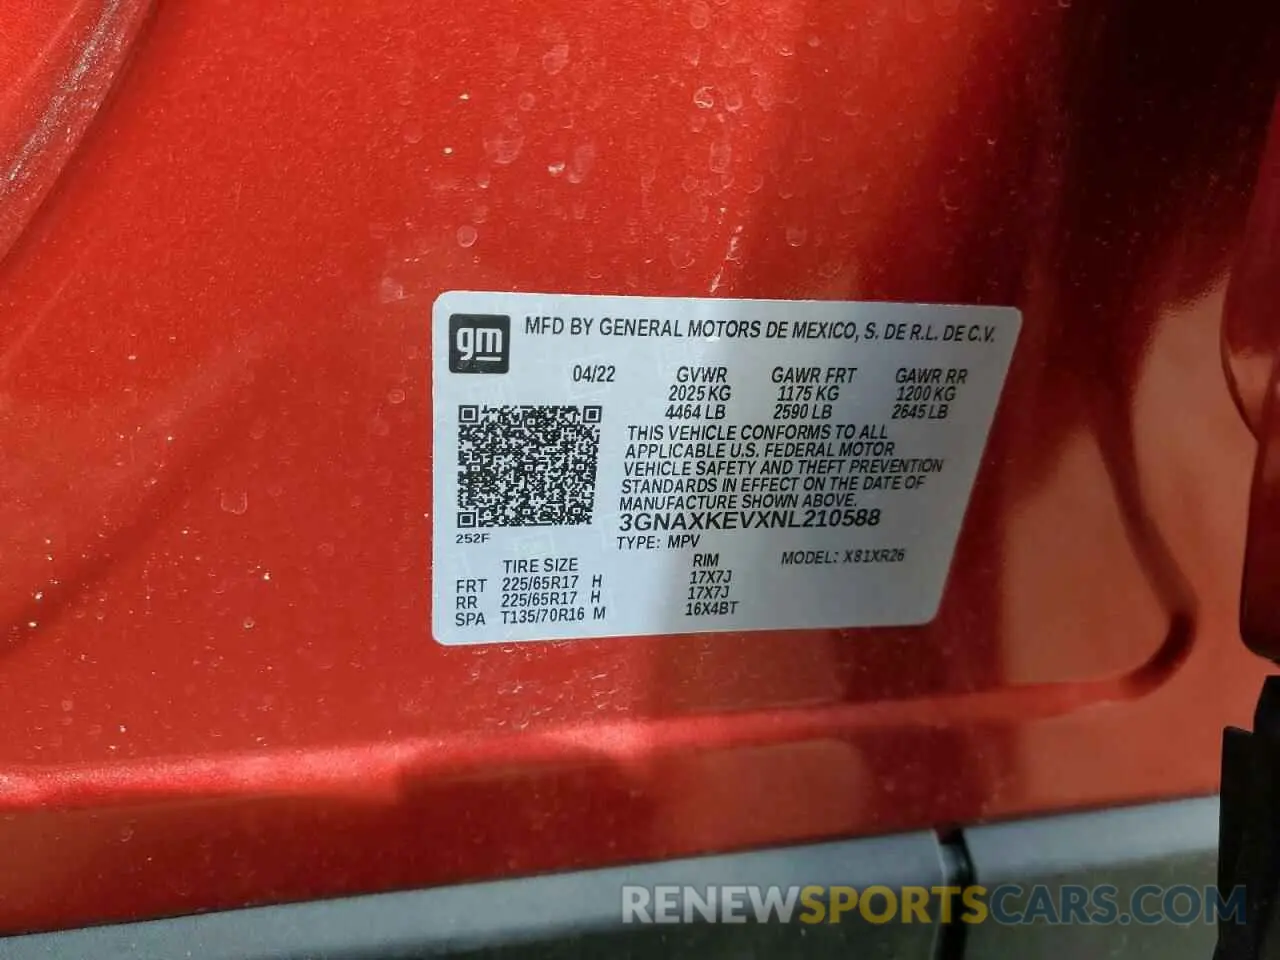 gm
MFD BY GENERAL MOTORS DE MEXICO, S. DE R.L. DE C.V.
04/22 GVWR GAWR FRT GAWR RR
2025 KG 1175 KG 1200 KG
4464 LB 2590 LB 2645 LB
THIS VEHICLE CONFORMS TO ALL
APPLICABLE U.S. FEDERAL MOTOR
VEHICLE SAFETY AND THEFT PREVENTION
STANDARDS IN EFFECT ON THE DATE OF
MANUFACTURE SHOWN ABOVE.
3GNAXKEVXNL210588
252F
TYPE: MPV MODEL: X81XR26
TIRE SIZE RIM
FRT 225/65R17 H 17X7J
RR 225/65R17 H 17X7J
SPA T135/70R16 M 16X4BT
RENEWSPORTSCARS.COM